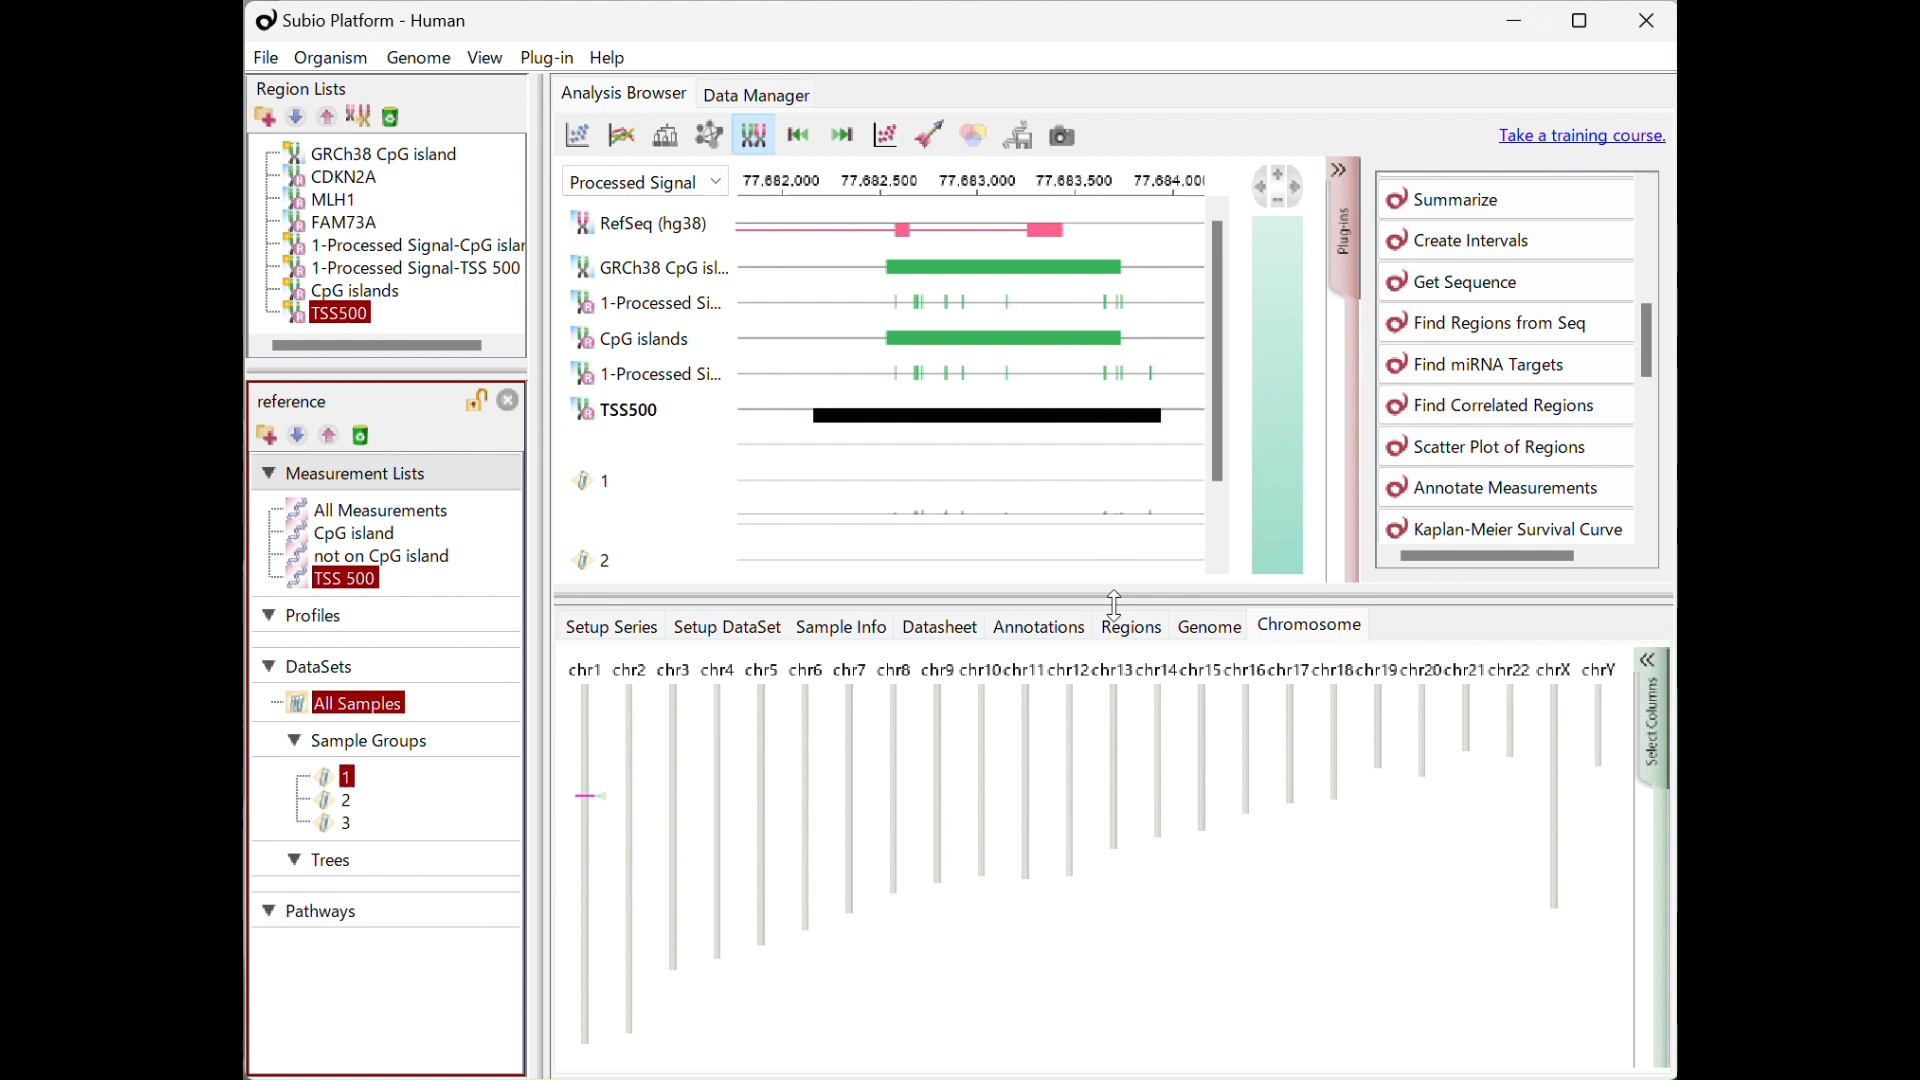 Subio Platform - Human
File Organism Genome View Plug-in Help
Region Lists
GRCh38 CpG island
CDKN2A
MLH1
FAM73A
1-Processed Signal-CpG islar
1-Processed Signal-TSS 500
CpG islands
TSS500
reference
Measurement Lists
All Measurements
CpG island
not on CpG island
TSS 500
Profiles
DataSets
All Samples
Sample Groups
1
2
3
Trees
Pathways
Analysis Browser Data Manager
Take a training course.
Processed Signal 77.682.000 77.682.500 77.683.000 77.683.500 77.684.00
RefSeq (hg38)
GRCh38 CpG isl...
1-Processed Si...
CpG islands
1-Processed Si...
TSS500
1
2
Plug-ins
Summarize
Create Intervals
Get Sequence
Find Regions from Seq
Find miRNA Targets
Find Correlated Regions
Scatter Plot of Regions
Annotate Measurements
Kaplan-Meier Survival Curve
Setup Series Setup DataSet Sample Info Datasheet Annotations Regions Genome Chromosome
chr1 chr2 chr3 chr4 chr5 chr6 chr7 chr8 chr9 chr10 chr11 chr12 chr13 chr14 chr15 chr16 chr17 chr18 chr19 chr20 chr21 chr22 chrX chrY
Select Columns